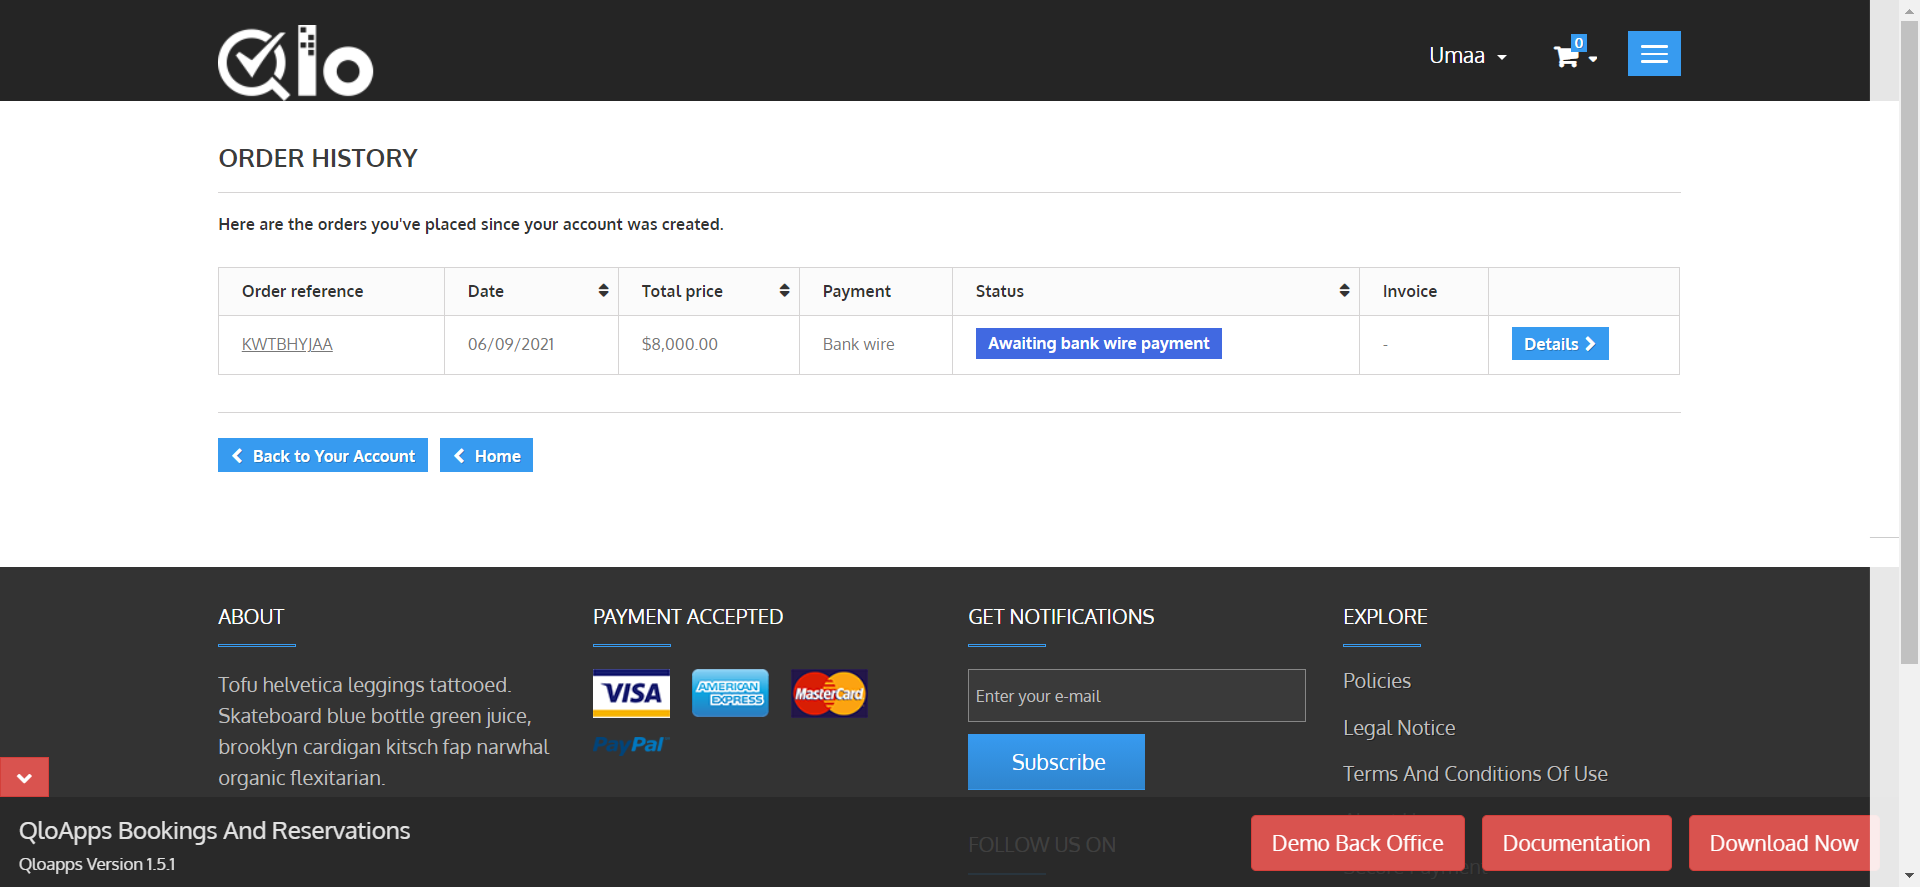 Qlo
Umaa
0
ORDER HISTORY
Here are the orders you've placed since your account was created.
Order reference Date Total price Payment Status Invoice
KWTBHYJAA 06/09/2021 $8,000.00 Bank wire Awaiting bank wire payment - Details
Back to Your Account Home
ABOUT PAYMENT ACCEPTED GET NOTIFICATIONS EXPLORE
Tofu helvetica leggings tattooed.
Skateboard blue bottle green juice,
brooklyn cardigan kitsch fap narwhal
organic flexitarian.
VISA AMERICAN EXPRESS MasterCard
PayPal
Enter your e-mail
Subscribe
Policies
Legal Notice
Terms And Conditions Of Use
QloApps Bookings And Reservations
Qloapps Version 1.5.1
FOLLOW US ON
Demo Back Office Documentation Download Now
Secure Payment